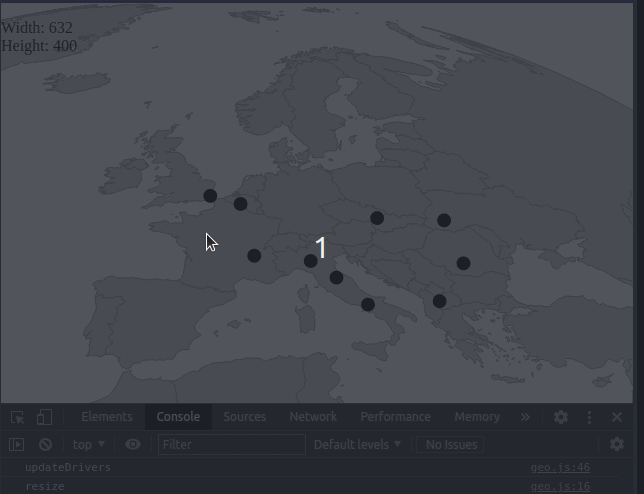 Width: 632
Height: 400
1
Elements Console Sources Network Performance Memory »
top ▼ Filter Default levels ▼ No Issues
updateDrivers geo.js:46
resize geo.js:16